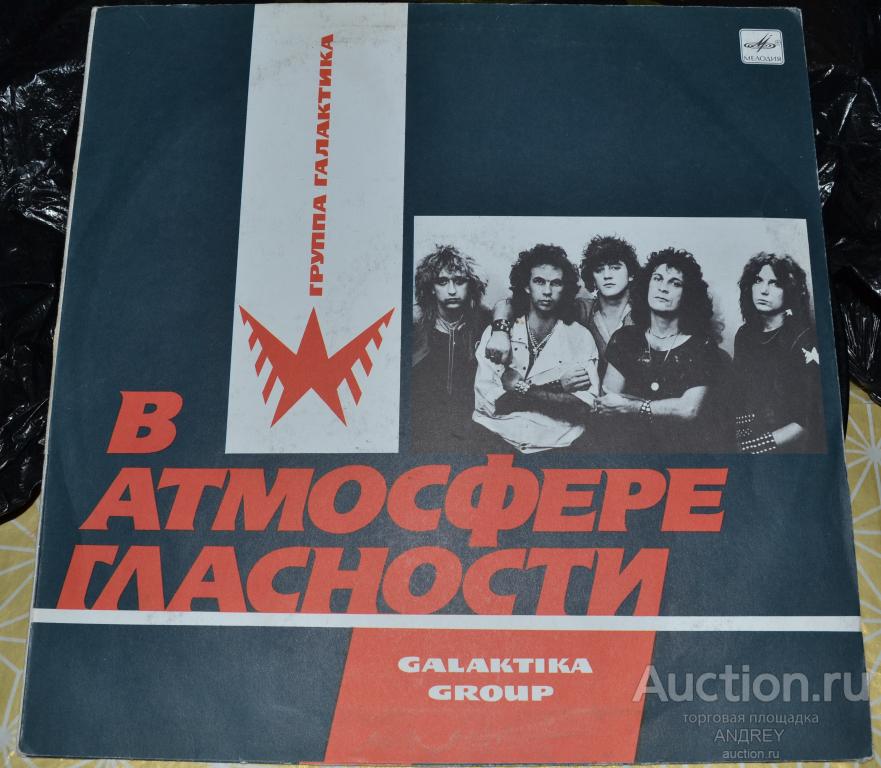 ГРУППА ГАЛАКТИКА
МЕЛОДИЯ
В
АТМОСФЕРЕ
ГЛАСНОСТИ
GALAKTIKA
GROUP
Auction.ru
торговая площадка
ANDREY
auction.ru